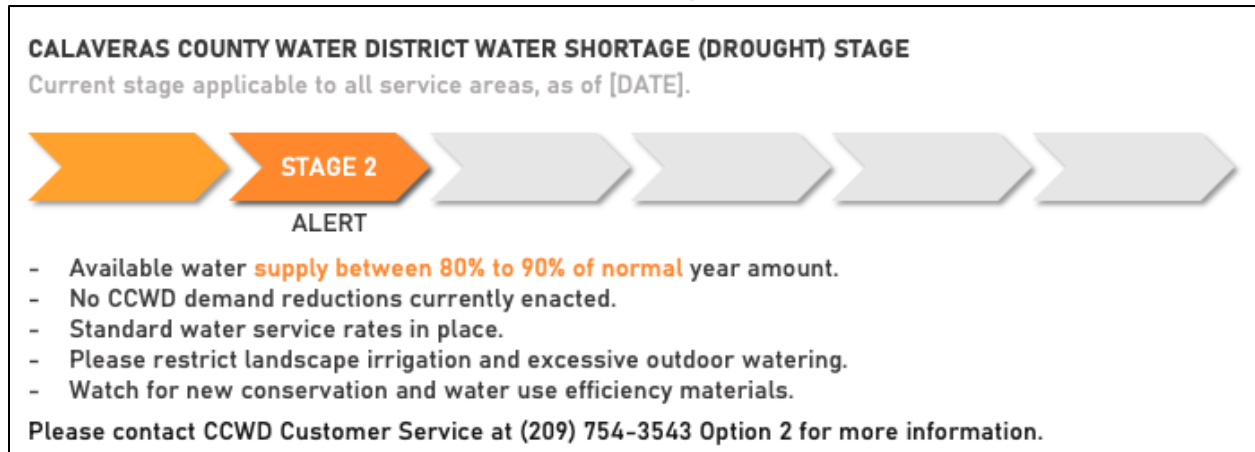 CALAVERAS COUNTY WATER DISTRICT WATER SHORTAGE (DROUGHT) STAGE
Current stage applicable to all service areas, as of [DATE].
STAGE 2
ALERT
- Available water supply between 80% to 90% of normal year amount.
- No CCWD demand reductions currently enacted.
- Standard water service rates in place.
- Please restrict landscape irrigation and excessive outdoor watering.
- Watch for new conservation and water use efficiency materials.
Please contact CCWD Customer Service at (209) 754-3543 Option 2 for more information.